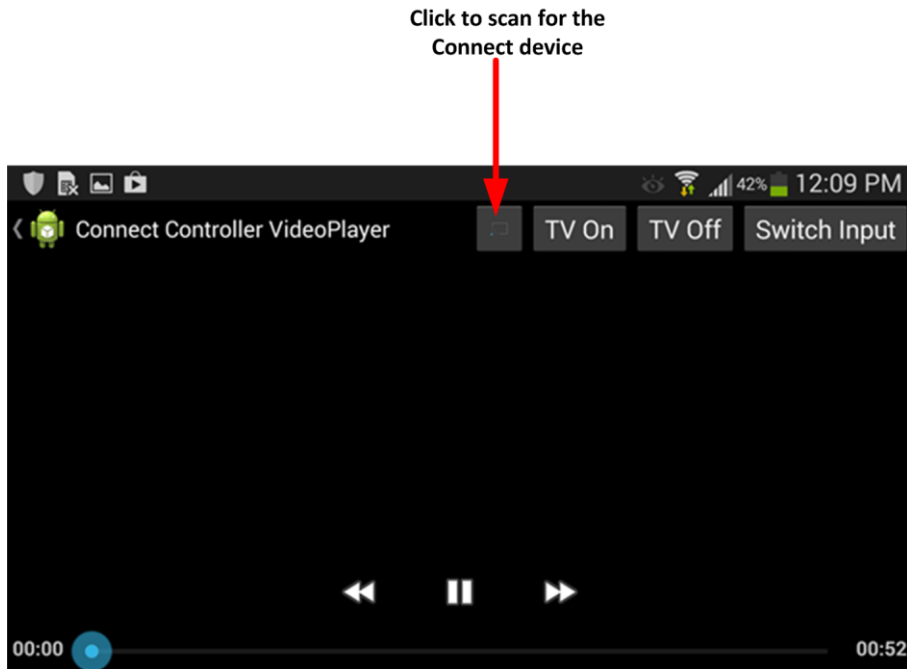 Click to scan for the
Connect device
42% 12:09 PM
Connect Controller VideoPlayer TV On TV Off Switch Input
00:00 00:52